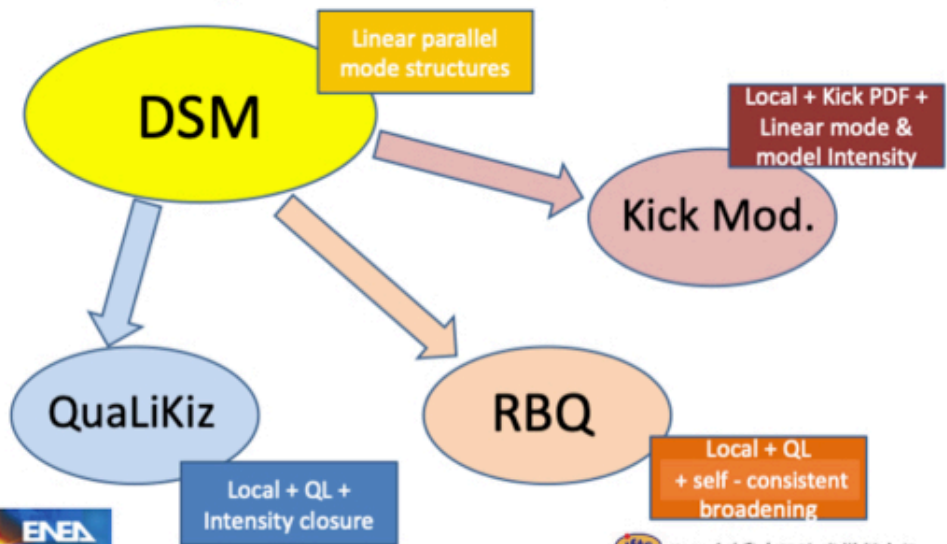 Linear parallel
mode structures
DSM
Local + Kick PDF +
Linear mode &
model Intensity
Kick Mod.
QuaLiKiz
RBQ
Local + QL +
Intensity closure
Local + QL
+ self - consistent
broadening
ENEA